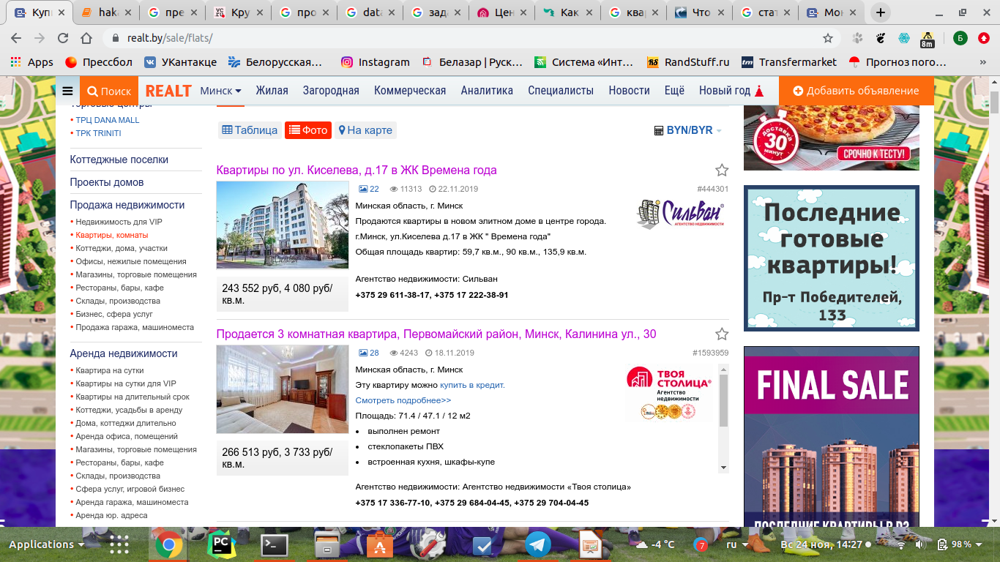 Купи
haka
пре
Кру
про
data
зада
Цен
Как
квар
Что
стат
Мон
realt.by/sale/flats/
Б
8m
Apps
Прессбол
УКантакце
Белорусская…
Instagram
Белазар | Руск…
Система «Инт…
RandStuff.ru
Transfermarket
Прогноз пого…
»
Поиск
REALT
Минск
Жилая
Загородная
Коммерческая
Аналитика
Специалисты
Новости
Ещё
Новый год
Добавить объявление
Торговые центры
• ТРЦ DANA MALL
• ТРК TRINITI
Коттеджные поселки
Проекты домов
Продажа недвижимости
• Недвижимость для VIP
• Квартиры, комнаты
• Коттеджи, дома, участки
• Офисы, нежилые помещения
• Магазины, торговые помещения
• Рестораны, бары, кафе
• Склады, производства
• Бизнес, сфера услуг
• Продажа гаража, машиноместа
Аренда недвижимости
• Квартира на сутки
• Квартиры на сутки для VIP
• Квартиры на длительный срок
• Коттеджи, усадьбы в аренду
• Дома, коттеджи длительно
• Аренда офиса, помещений
• Магазины, торговые помещения
• Рестораны, бары, кафе
• Склады, производства
• Сфера услуг, игровой бизнес
• Аренда гаража, машиноместа
• Аренда юр. адреса
Таблица
Фото
На карте
BYN/BYR
Квартиры по ул. Киселева, д.17 в ЖК Времена года
22
11313
22.11.2019
#444301
Минская область, г. Минск
Продаются квартиры в новом элитном доме в центре города.
г.Минск, ул.Киселева д.17 в ЖК " Времена года"
Общая площадь квартир: 59,7 кв.м., 90 кв.м., 135,9 кв.м.
Сильван
АГЕНТСТВО НЕДВИЖИМОСТИ
243 552 руб, 4 080 руб/
кв.м.
Агентство недвижимости: Сильван
+375 29 611-38-17, +375 17 222-38-91
Продается 3 комнатная квартира, Первомайский район, Минск, Калинина ул., 30
28
4243
18.11.2019
#1593959
Минская область, г. Минск
Эту квартиру можно купить в кредит.
Смотреть подробнее>>
Площадь: 71.4 / 47.1 / 12 м2
• выполнен ремонт
• стеклопакеты ПВХ
• встроенная кухня, шкафы-купе
ТВОЯ
СТОЛИЦА®
Агентство
недвижимости
266 513 руб, 3 733 руб/
кв.м.
Агентство недвижимости: Агентство недвижимости «Твоя столица»
+375 17 336-77-10, +375 29 684-04-45, +375 29 704-04-45
доставка
30
минут
СРОЧНО К ТЕСТУ!
Последние
готовые
квартиры!
Пр-т Победителей,
133
FINAL SALE
ПОСЛЕДНИЕ КВАРТИРЫ В D3
Applications
PC
-4 °C
7
ru
Вс 24 ноя, 14:27
98 %